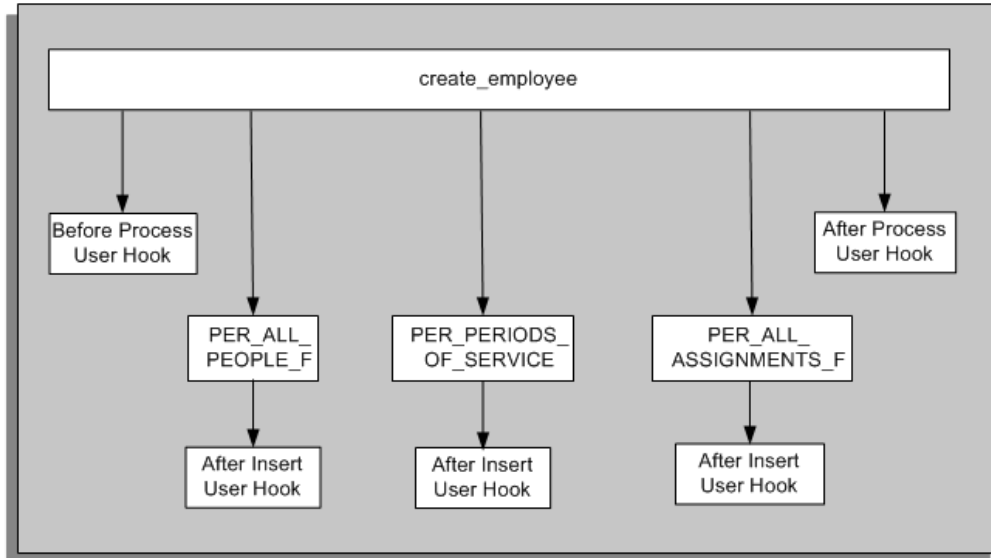 create_employee
Before Process
User Hook
After Process
User Hook
PER_ALL_
PEOPLE_F
PER_PERIODS_
OF_SERVICE
PER_ALL_
ASSIGNMENTS_F
After Insert
User Hook
After Insert
User Hook
After Insert
User Hook